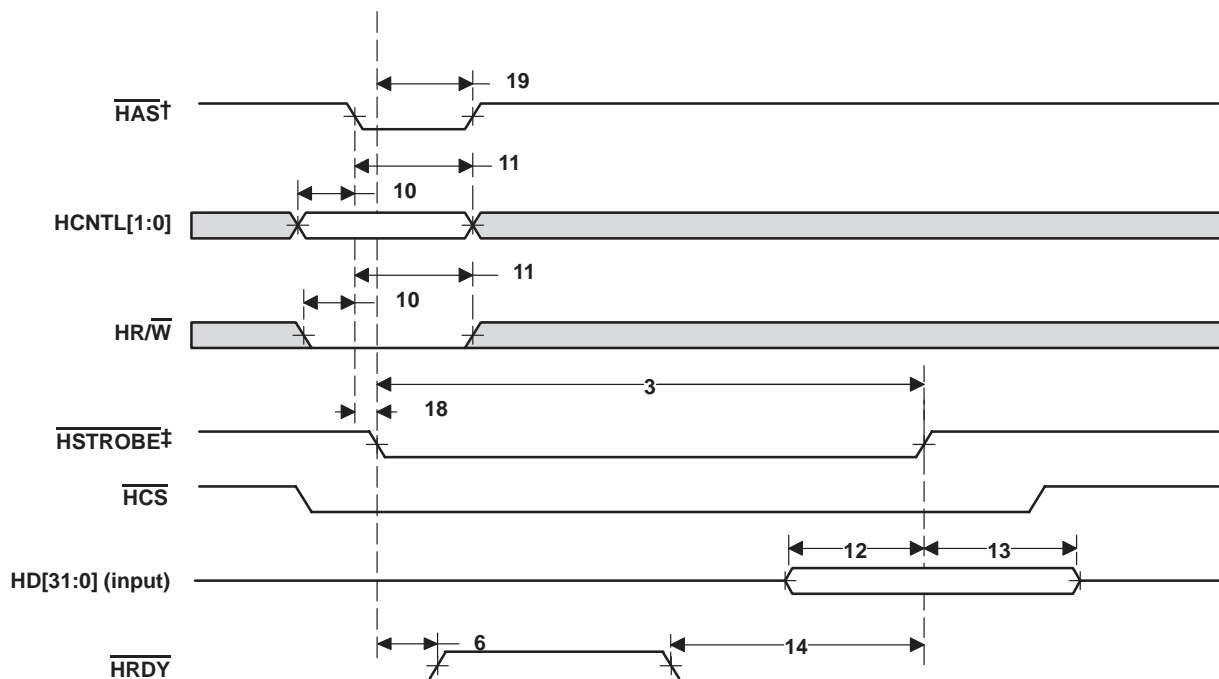 19
HAS†
11
10
HCNTL[1:0]
11
10
HR/W
3
18
HSTROBE‡
HCS
12
13
HD[31:0] (input)
6
14
HRDY